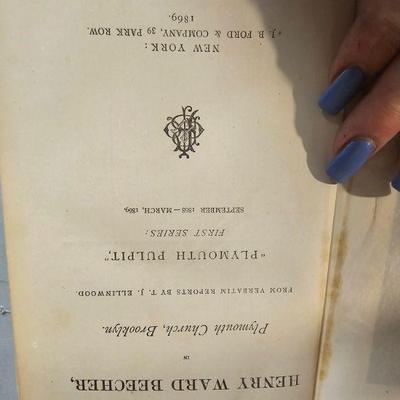 HENRY WARD BEECHER,
IN
Plymouth Church, Brooklyn.
FROM VERBATIM REPORTS BY T. J. ELLINWOOD.
"PLYMOUTH PULPIT,"
FIRST SERIES:
SEPTEMBER 1868—MARCH, 1869.
NEW YORK:
J. B. FORD & COMPANY, 39 PARK ROW.
1869.